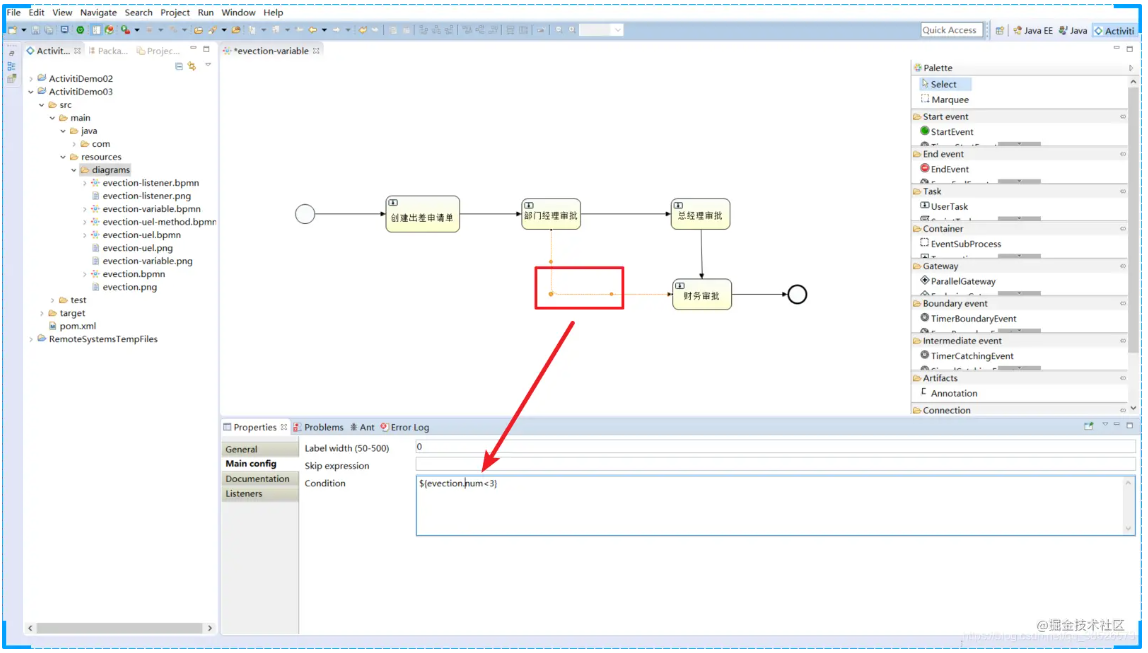 File Edit View Navigate Search Project Run Window Help
Quick Access
Java EE
Java
Activiti
Activit...
Packa...
Projec...
*evection-variable
ActivitiDemo02
ActivitiDemo03
src
main
java
com
resources
diagrams
evection-listener.bpmn
evection-listener.png
evection-variable.bpmn
evection-uel-method.bpmn
evection-uel.bpmn
evection-uel.png
evection-variable.png
evection.bpmn
evection.png
test
target
pom.xml
RemoteSystemsTempFiles
创建出差申请单
部门经理审批
总经理审批
财务审批
Palette
Select
Marquee
Start event
StartEvent
End event
EndEvent
Task
UserTask
Container
EventSubProcess
Gateway
ParallelGateway
Boundary event
TimerBoundaryEvent
Intermediate event
TimerCatchingEvent
Artifacts
Annotation
Connection
Properties
Problems
Ant
Error Log
General
Main config
Documentation
Listeners
Label width (50-500)
0
Skip expression
Condition
${evection.num<3}
@掘金技术社区